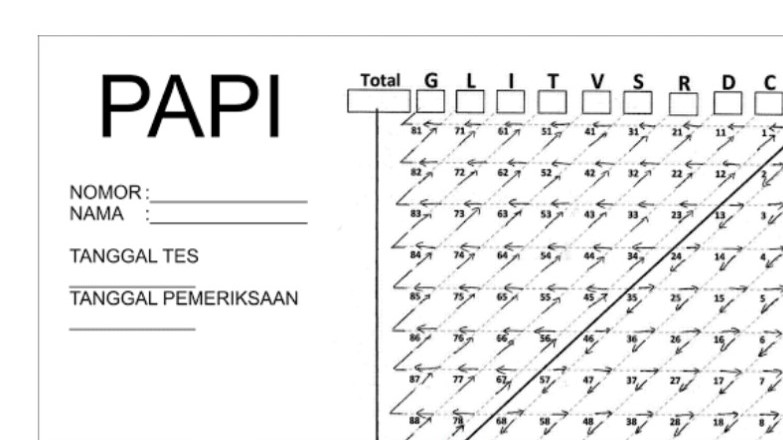 PAPI
Total G L I T V S R D C
NOMOR :
NAMA :
TANGGAL TES
TANGGAL PEMERIKSAAN
81 71 61 51 41 31 21 11 1
82 72 62 52 42 32 22 12 2
83 73 63 53 43 33 23 13 3
84 74 64 54 44 34 24 14 4
85 75 65 55 45 35 25 15 5
86 76 66 56 46 36 26 16 6
87 77 67 57 47 37 27 17 7
88 78 68 58 48 38 28 18 8